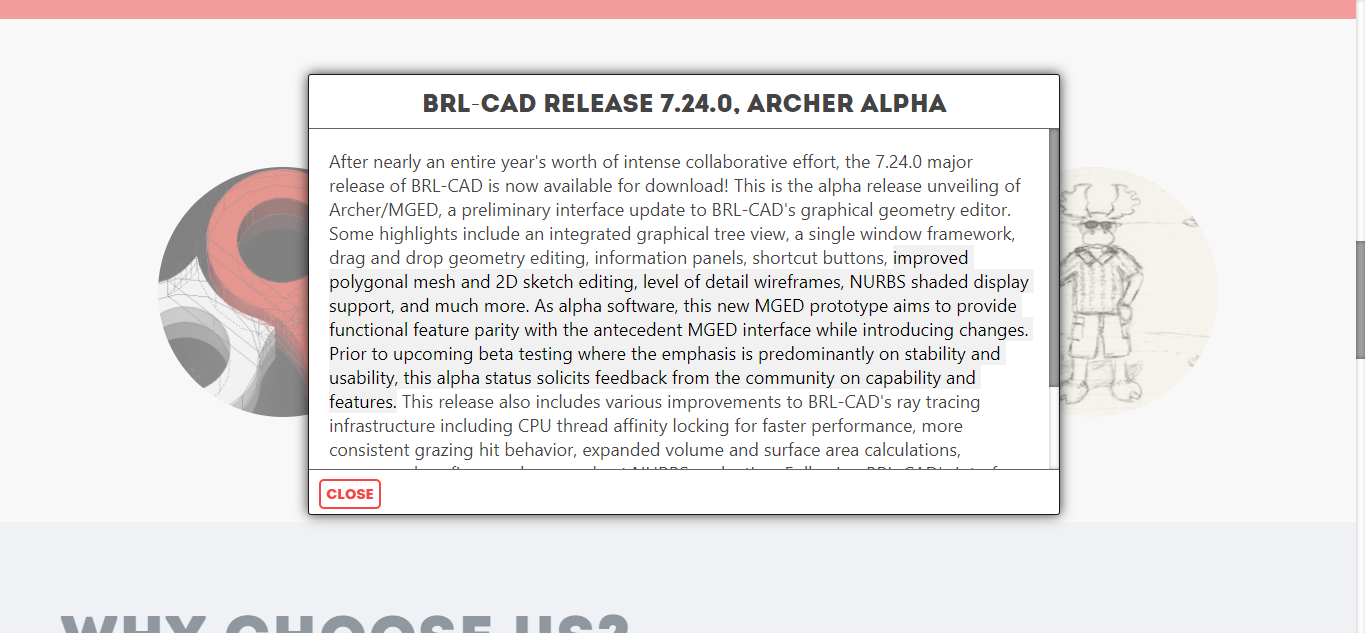 BRL-CAD RELEASE 7.24.0, ARCHER ALPHA
After nearly an entire year's worth of intense collaborative effort, the 7.24.0 major
release of BRL-CAD is now available for download! This is the alpha release unveiling of
Archer/MGED, a preliminary interface update to BRL-CAD's graphical geometry editor.
Some highlights include an integrated graphical tree view, a single window framework,
drag and drop geometry editing, information panels, shortcut buttons, improved
polygonal mesh and 2D sketch editing, level of detail wireframes, NURBS shaded display
support, and much more. As alpha software, this new MGED prototype aims to provide
functional feature parity with the antecedent MGED interface while introducing changes.
Prior to upcoming beta testing where the emphasis is predominantly on stability and
usability, this alpha status solicits feedback from the community on capability and
features. This release also includes various improvements to BRL-CAD's ray tracing
infrastructure including CPU thread affinity locking for faster performance, more
consistent grazing hit behavior, expanded volume and surface area calculations,
CLOSE
WHY CHOOSE US?